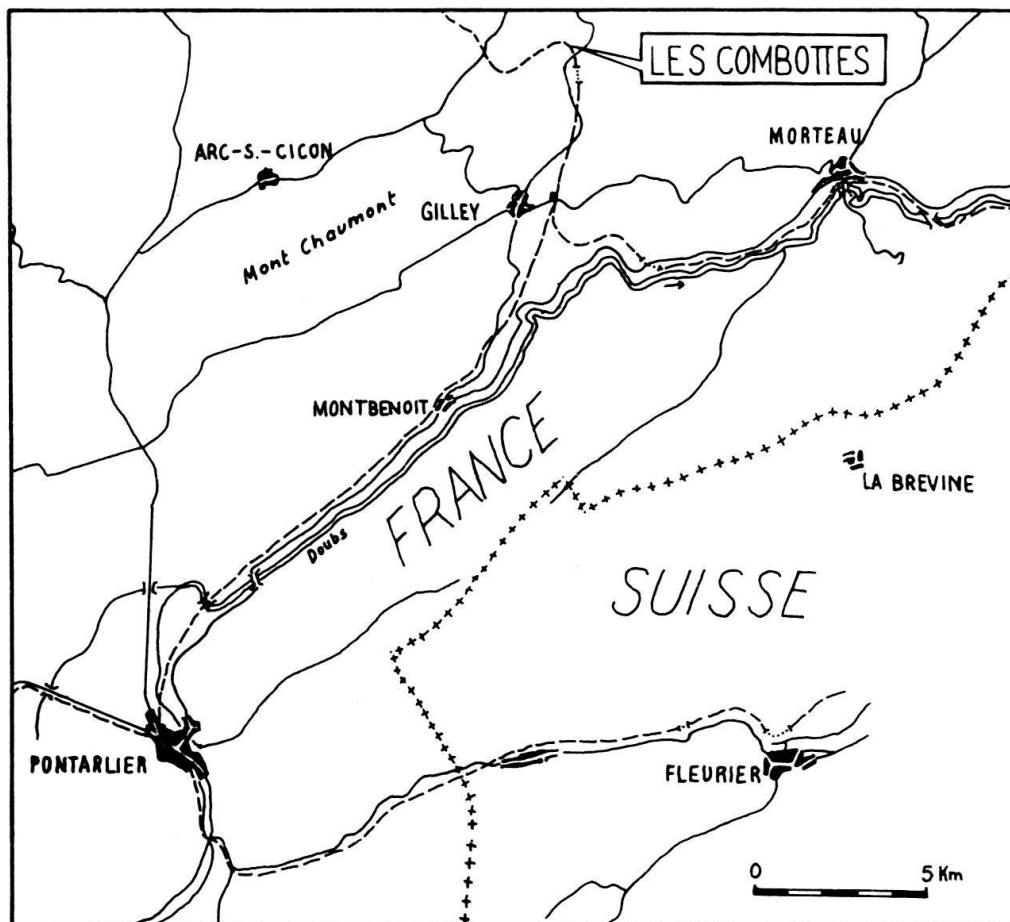 LES COMBOTTES
MORTEAU
ARC-S.-CICON
GILLEY
Mont Chaumont
MONTBENOIT
FRANCE
LA BREVINE
Doubs
SUISSE
PONTARLIER
FLEURIER
0 5 Km